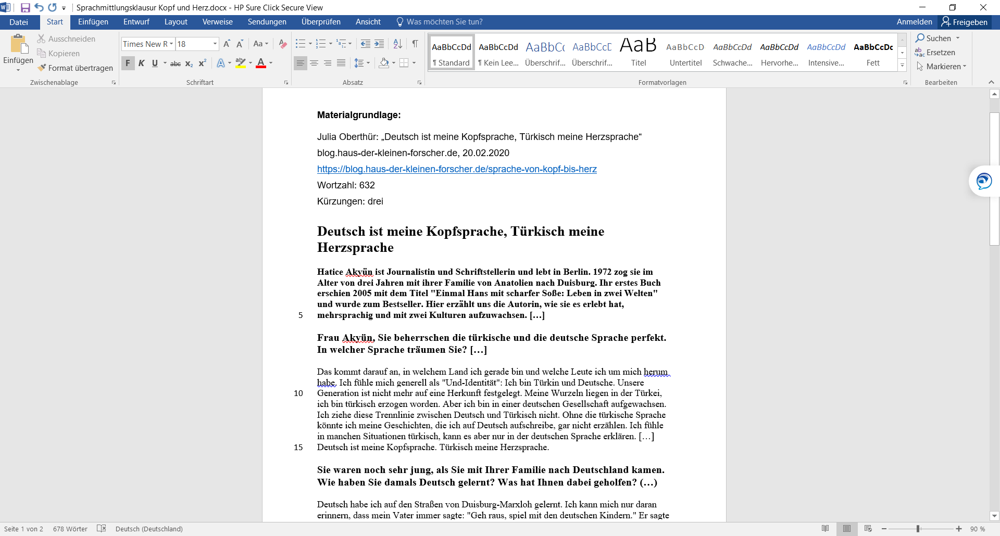 Sprachmittlungsklausur Kopf und Herz.docx - HP Sure Click Secure View
Datei Start Einfügen Entwurf Layout Verweise Sendungen Überprüfen Ansicht Was möchten Sie tun? Anmelden Freigeben
Einfügen
Ausschneiden
Kopieren
Format übertragen
Zwischenablage
Times New R 18
F K U abc x₂ x²
Schriftart
Absatz
AaBbCcDd AaBbCcDd AaBbCc AaBbCcD AaB AaBbCcD AaBbCcDd AaBbCcDd AaBbCcDd AaBbCcDc
¶ Standard ¶ Kein Lee... Überschrif... Überschrif... Titel Untertitel Schwache... Hervorhe... Intensive... Fett
Formatvorlagen
Suchen
Ersetzen
Markieren
Bearbeiten
Materialgrundlage:
Julia Oberthür: „Deutsch ist meine Kopfsprache, Türkisch meine Herzsprache“
blog.haus-der-kleinen-forscher.de, 20.02.2020
https://blog.haus-der-kleinen-forscher.de/sprache-von-kopf-bis-herz
Wortzahl: 632
Kürzungen: drei
Deutsch ist meine Kopfsprache, Türkisch meine
Herzsprache
Hatice Akyün ist Journalistin und Schriftstellerin und lebt in Berlin. 1972 zog sie im
Alter von drei Jahren mit ihrer Familie von Anatolien nach Duisburg. Ihr erstes Buch
erschien 2005 mit dem Titel "Einmal Hans mit scharfer Soße: Leben in zwei Welten"
und wurde zum Bestseller. Hier erzählt uns die Autorin, wie sie es erlebt hat,
5 mehrsprachig und mit zwei Kulturen aufzuwachsen. […]
Frau Akyün, Sie beherrschen die türkische und die deutsche Sprache perfekt.
In welcher Sprache träumen Sie? […]
Das kommt darauf an, in welchem Land ich gerade bin und welche Leute ich um mich herum
habe. Ich fühle mich generell als "Und-Identität": Ich bin Türkin und Deutsche. Unsere
10 Generation ist nicht mehr auf eine Herkunft festgelegt. Meine Wurzeln liegen in der Türkei,
ich bin türkisch erzogen worden. Aber ich bin in einer deutschen Gesellschaft aufgewachsen.
Ich ziehe diese Trennlinie zwischen Deutsch und Türkisch nicht. Ohne die türkische Sprache
könnte ich meine Geschichten, die ich auf Deutsch aufschreibe, gar nicht erzählen. Ich fühle
in manchen Situationen türkisch, kann es aber nur in der deutschen Sprache erklären. […]
15 Deutsch ist meine Kopfsprache. Türkisch meine Herzsprache.
Sie waren noch sehr jung, als Sie mit Ihrer Familie nach Deutschland kamen.
Wie haben Sie damals Deutsch gelernt? Was hat Ihnen dabei geholfen? (…)
Deutsch habe ich auf den Straßen von Duisburg-Marxloh gelernt. Ich kann mich nur daran
erinnern, dass mein Vater immer sagte: "Geh raus, spiel mit den deutschen Kindern." Er sagte
Seite 1 von 2 678 Wörter Deutsch (Deutschland) 90 %